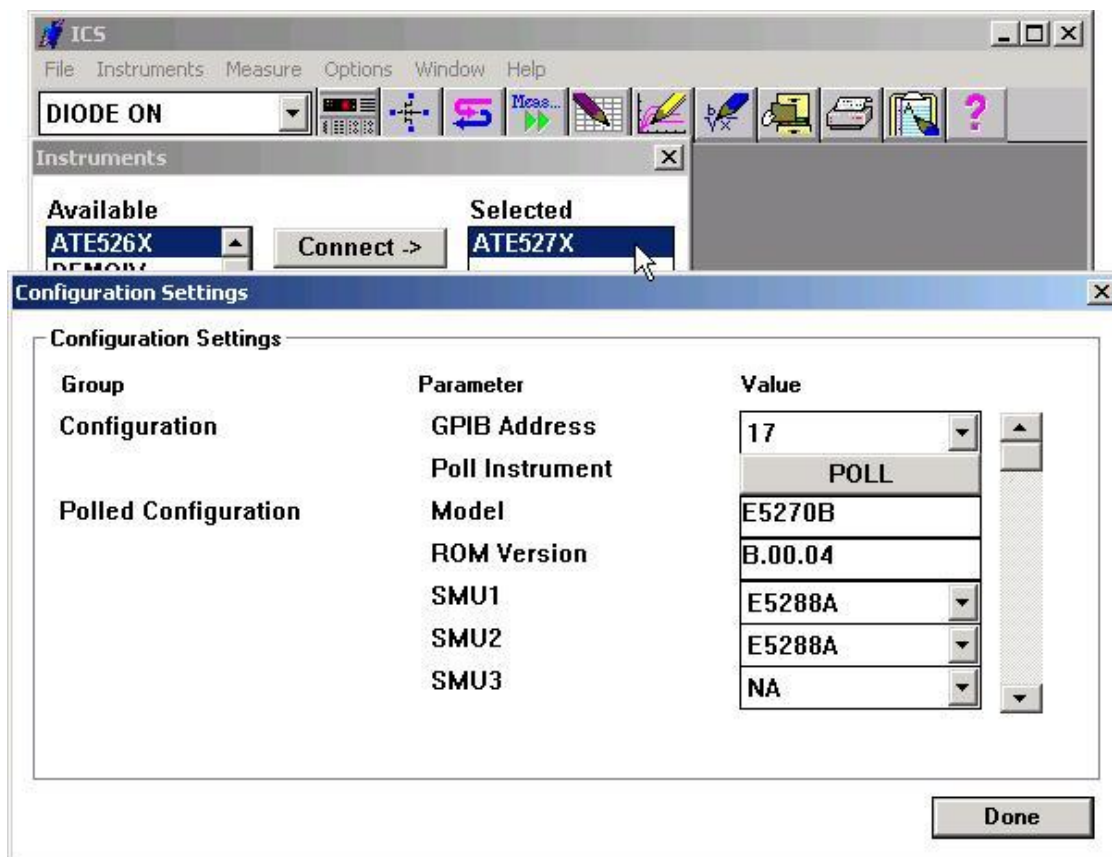 ICS
File Instruments Measure Options Window Help
DIODE ON Meas...
Instruments
Available Selected
ATE526X Connect -> ATE527X
DEMOIV
Configuration Settings
Configuration Settings
Group Parameter Value
Configuration GPIB Address 17
Poll Instrument POLL
Polled Configuration Model E5270B
ROM Version B.00.04
SMU1 E5288A
SMU2 E5288A
SMU3 NA
Done